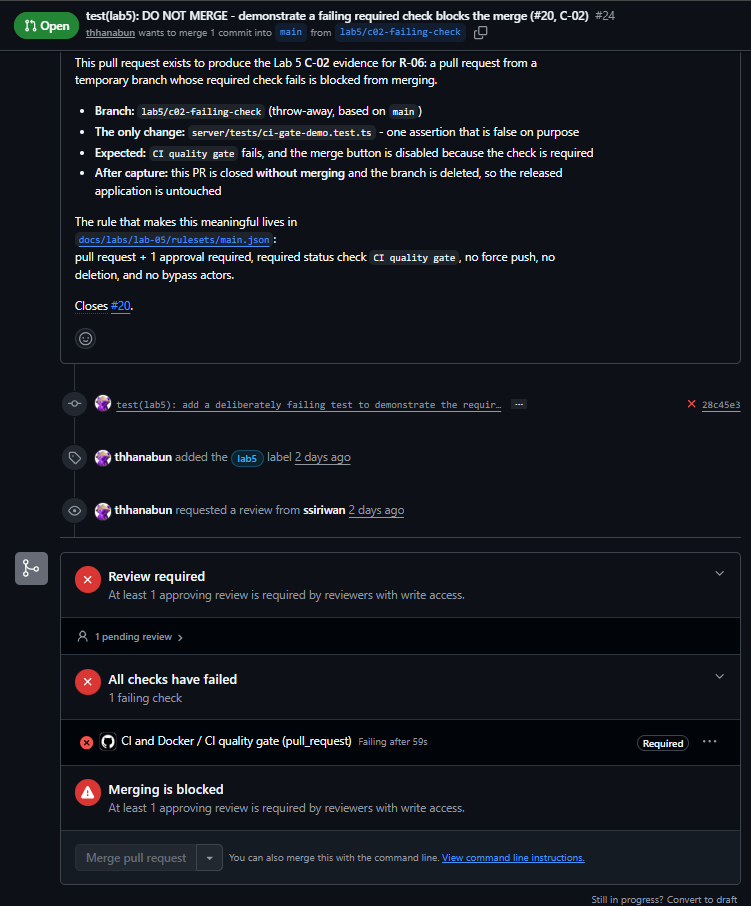 Open
test(lab5): DO NOT MERGE - demonstrate a failing required check blocks the merge (#20, C-02) #24
thhanabun wants to merge 1 commit into main from lab5/c02-failing-check
This pull request exists to produce the Lab 5 C-02 evidence for R-06: a pull request from a
temporary branch whose required check fails is blocked from merging.
• Branch: lab5/c02-failing-check (throw-away, based on main )
• The only change: server/tests/ci-gate-demo.test.ts - one assertion that is false on purpose
• Expected: CI quality gate fails, and the merge button is disabled because the check is required
• After capture: this PR is closed without merging and the branch is deleted, so the released
application is untouched
The rule that makes this meaningful lives in
docs/labs/lab-05/rulesets/main.json :
pull request + 1 approval required, required status check CI quality gate , no force push, no
deletion, and no bypass actors.
Closes #20.
test(lab5): add a deliberately failing test to demonstrate the requir… ... 28c45e3
thhanabun added the lab5 label 2 days ago
thhanabun requested a review from ssiriwan 2 days ago
Review required
At least 1 approving review is required by reviewers with write access.
1 pending review
All checks have failed
1 failing check
CI and Docker / CI quality gate (pull_request) Failing after 59s Required ...
Merging is blocked
At least 1 approving review is required by reviewers with write access.
Merge pull request You can also merge this with the command line. View command line instructions.
Still in progress? Convert to draft